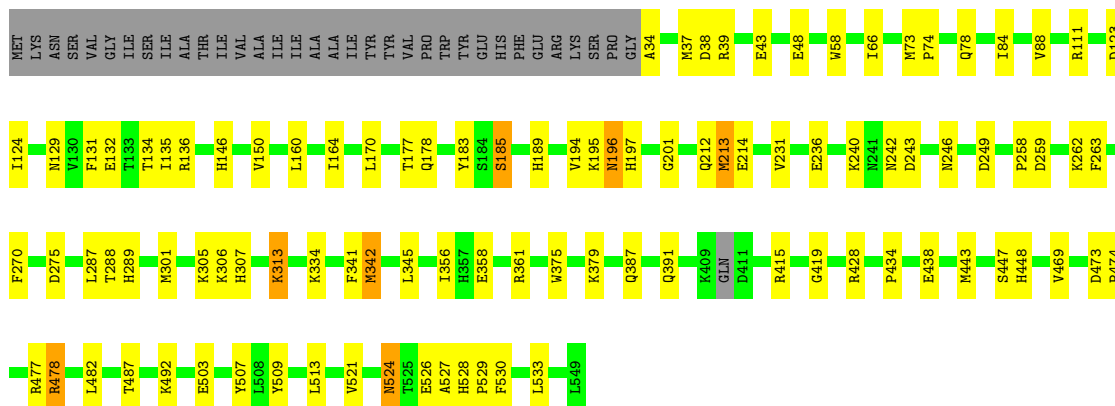 MET LYS ASN SER VAL GLY ILE SER ILE ALA THR ILE VAL ALA ILE ILE ALA ALA ILE TYR TYR VAL PRO TRP TYR GLU HIS PHE GLU ARG LYS SER PRO GLY A34 M37 D38 R39 E43 E48 W58 I66 M73 P74 Q78 I84 V88 R111
I124 N129 V130 F131 E132 T133 T134 I135 R136 H146 V150 L160 I164 L170 I177 Q178 Y183 S184 S185 H189 V194 K195 N196 H197 G201 Q212 M213 E214 V231 E236 K240 N241 N242 D243 N246 D249 P258 D259 K262 F263
F270 D275 L287 T288 H289 M301 K305 K306 H307 K313 K334 F341 M342 L345 I356 H357 E358 R361 W375 K379 Q387 Q391 K409 GLN D411 R415 G419 R428 P434 E438 M443 S447 H448 V469 D473
R477 R478 L482 T487 K492 E503 Y507 L508 Y509 L513 V521 N524 T525 E526 A527 H528 P529 F530 L533 L549